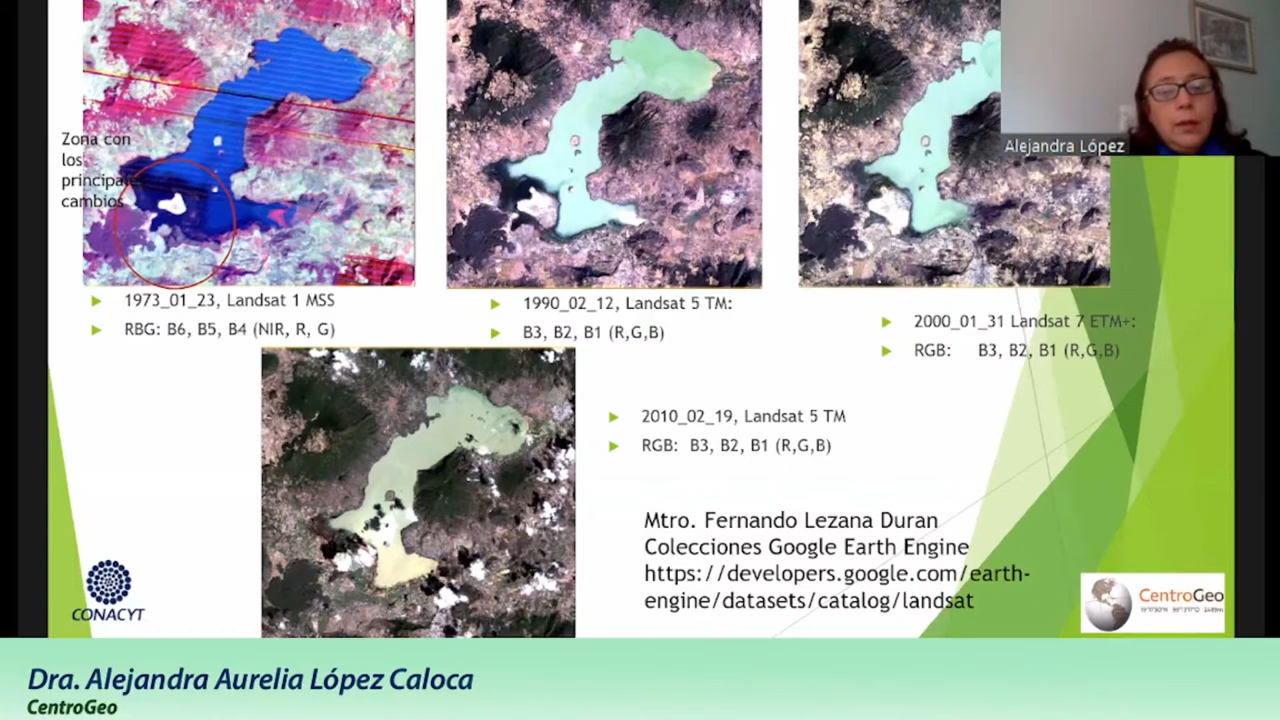 Zona con
los
principale
cambios
Alejandra López
1973_01_23, Landsat 1 MSS
RBG: B6, B5, B4 (NIR, R, G)
1990_02_12, Landsat 5 TM:
B3, B2, B1 (R,G,B)
2000_01_31 Landsat 7 ETM+:
RGB: B3, B2, B1 (R,G,B)
2010_02_19, Landsat 5 TM
RGB: B3, B2, B1 (R,G,B)
Mtro. Fernando Lezana Duran
Colecciones Google Earth Engine
https://developers.google.com/earth-
engine/datasets/catalog/landsat
CONACYT
CentroGeo
Dra. Alejandra Aurelia López Caloca
CentroGeo